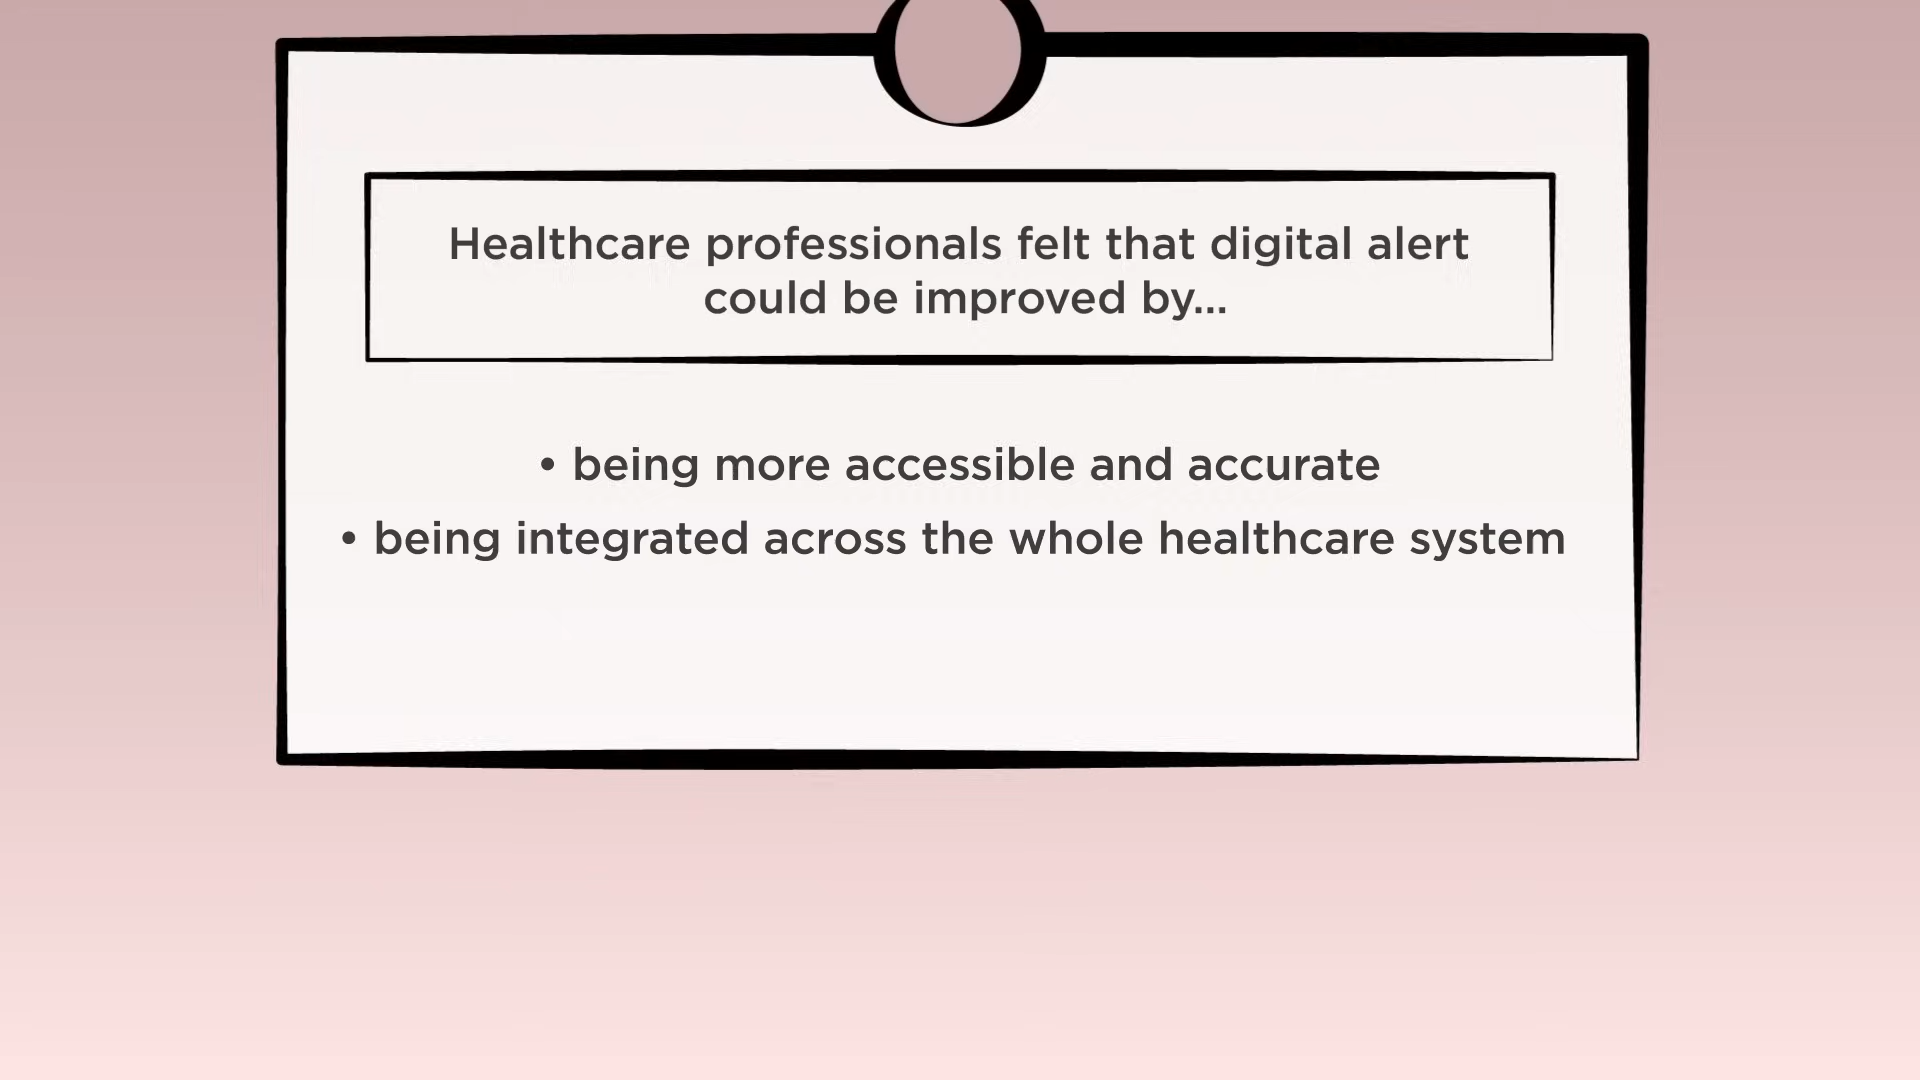 Healthcare professionals felt that digital alert
could be improved by...
• being more accessible and accurate
• being integrated across the whole healthcare system